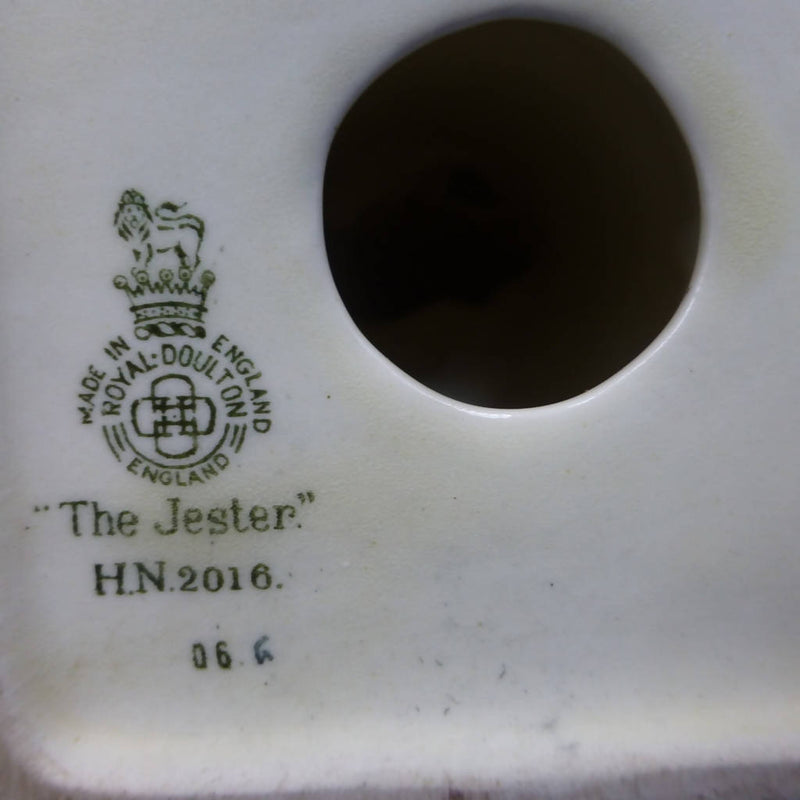 MADE IN ENGLAND
ROYAL·DOULTON
ENGLAND
"The Jester."
H.N.2016.
06